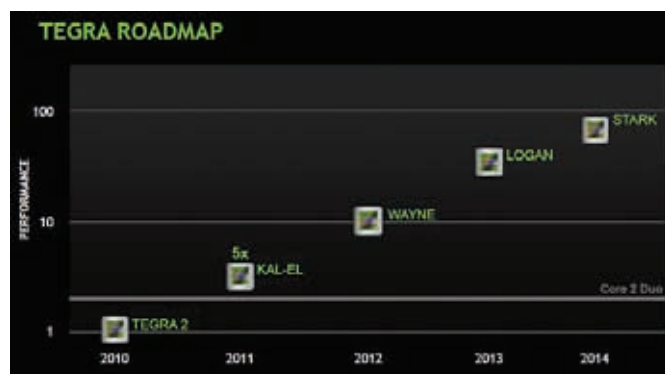 TEGRA ROADMAP
100
STARK
LOGAN
PERFORMANCE
10
WAYNE
5x
KAL-EL
Core 2 Duo
1
TEGRA 2
2010 2011 2012 2013 2014